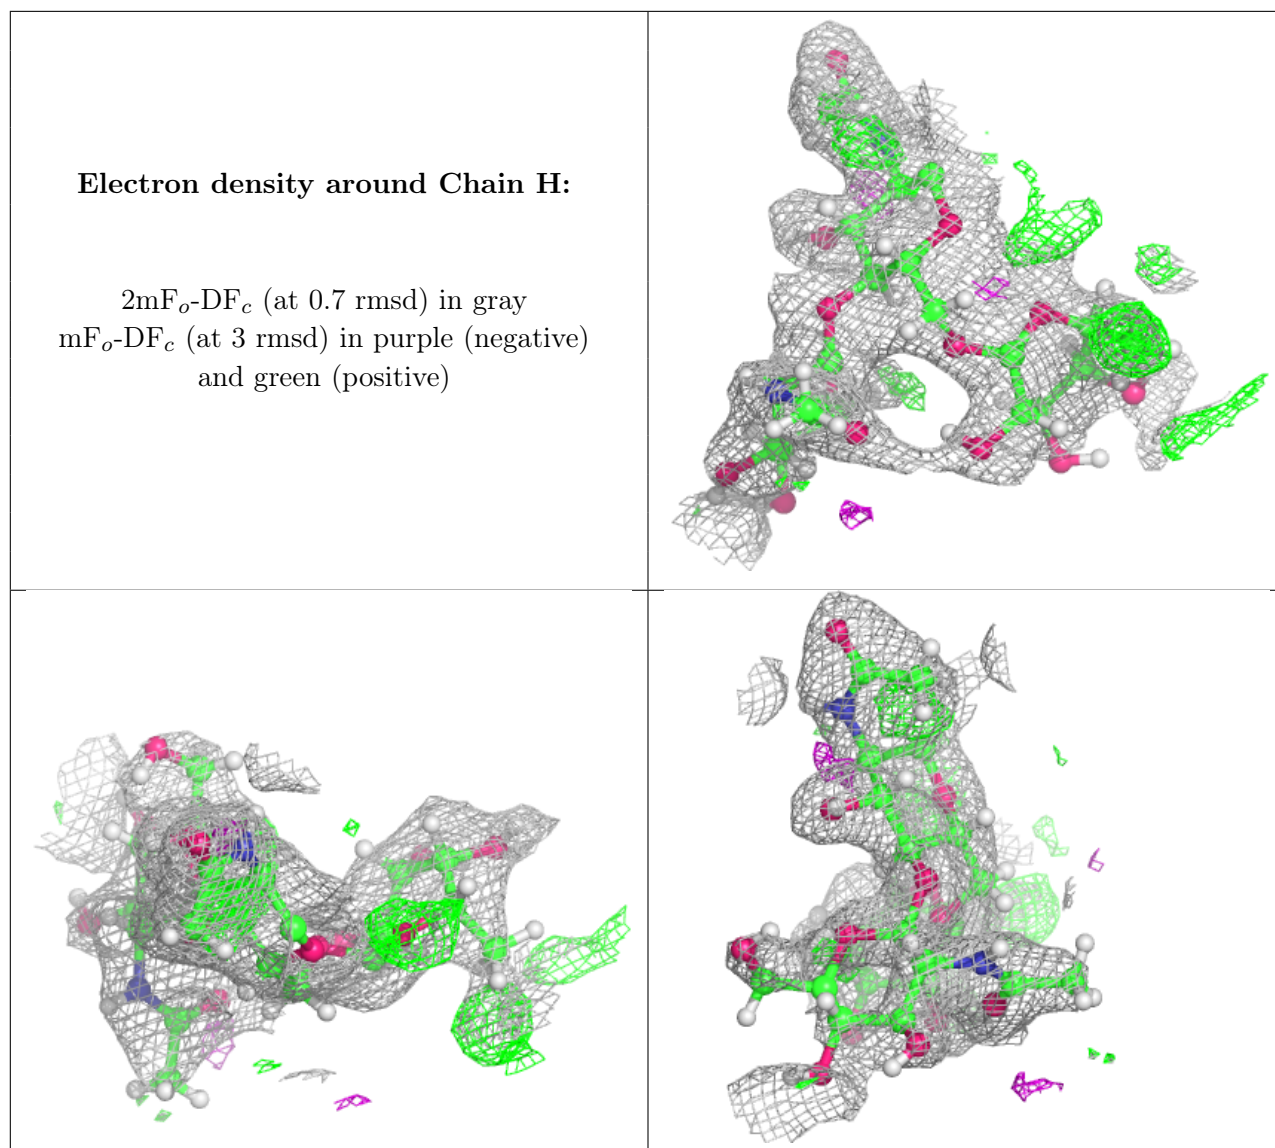 Electron density around Chain H:
2mFₒ-DF𝒸 (at 0.7 rmsd) in gray
mFₒ-DF𝒸 (at 3 rmsd) in purple (negative)
and green (positive)